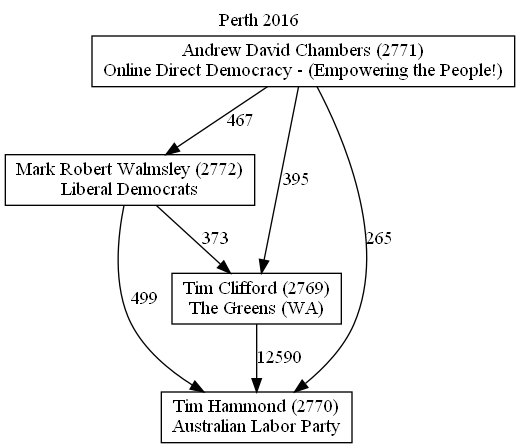 Perth 2016
Andrew David Chambers (2771)
Online Direct Democracy - (Empowering the People!)
467
Mark Robert Walmsley (2772)
Liberal Democrats
395
265
373
499
Tim Clifford (2769)
The Greens (WA)
12590
Tim Hammond (2770)
Australian Labor Party